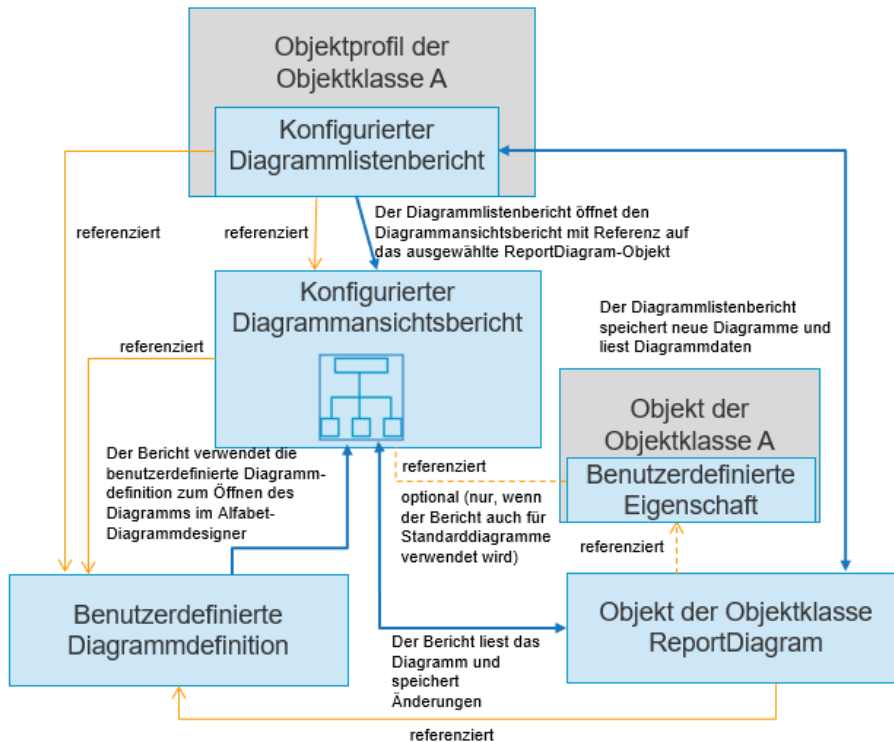 Objektprofil der
Objektklasse A
Konfigurierter
Diagrammlistenbericht
referenziert
referenziert
Der Diagrammlistenbericht öffnet den
Diagrammansichtsbericht mit Referenz auf
das ausgewählte ReportDiagram-Objekt
Konfigurierter
Diagrammansichtsbericht
Der Diagrammlistenbericht
speichert neue Diagramme und
liest Diagrammdaten
referenziert
Objekt der
Objektklasse A
Benutzerdefinierte
Eigenschaft
Der Bericht verwendet die
benutzerdefinierte Diagramm-
definition zum Öffnen des
Diagramms im Alfabet-
Diagrammdesigner
referenziert
optional (nur, wenn
der Bericht auch für
Standarddiagramme
verwendet wird)
referenziert
Benutzerdefinierte
Diagrammdefinition
Der Bericht liest das
Diagramm und
speichert
Änderungen
Objekt der Objektklasse
ReportDiagram
referenziert